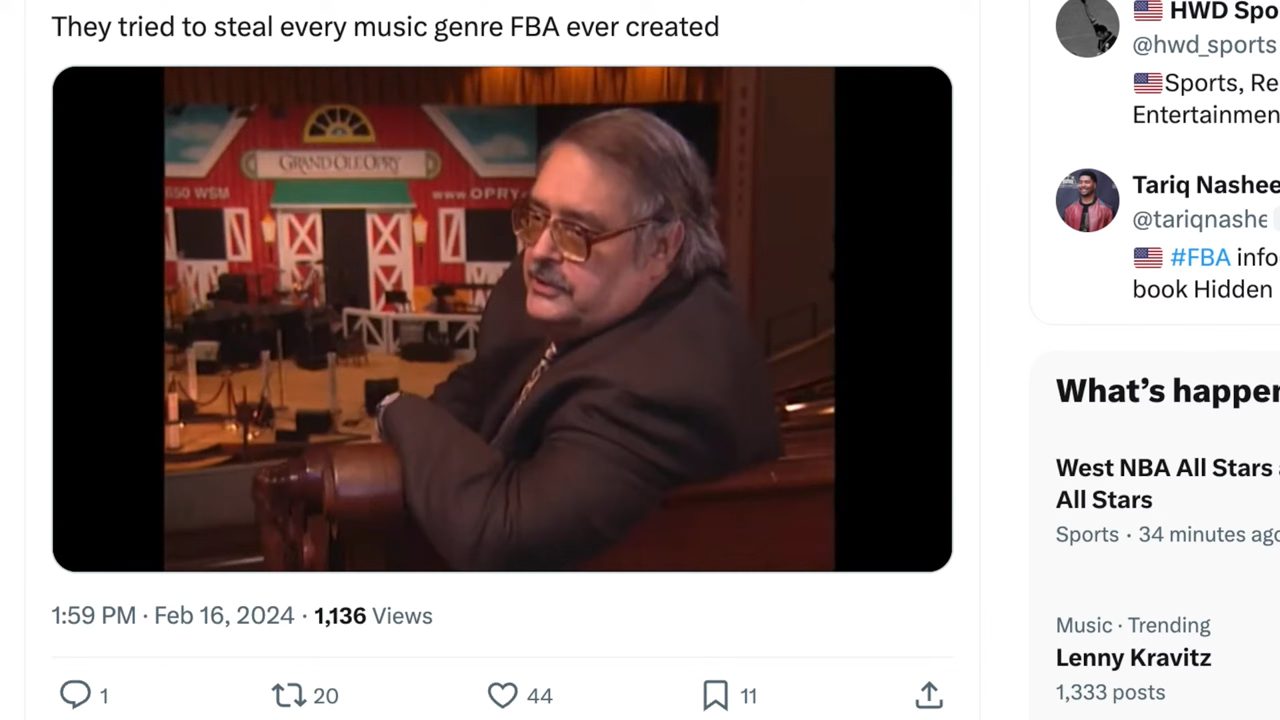 They tried to steal every music genre FBA ever created
GRAND OLE OPRY
650 WSM
www.OPRY
1:59 PM · Feb 16, 2024 · 1,136 Views
1
20
44
11
HWD Spo
@hwd_sports
Sports, Re
Entertainmen
Tariq Nashee
@tariqnashe
#FBA info
book Hidden
What's happen
West NBA All Stars
All Stars
Sports · 34 minutes ago
Music · Trending
Lenny Kravitz
1,333 posts